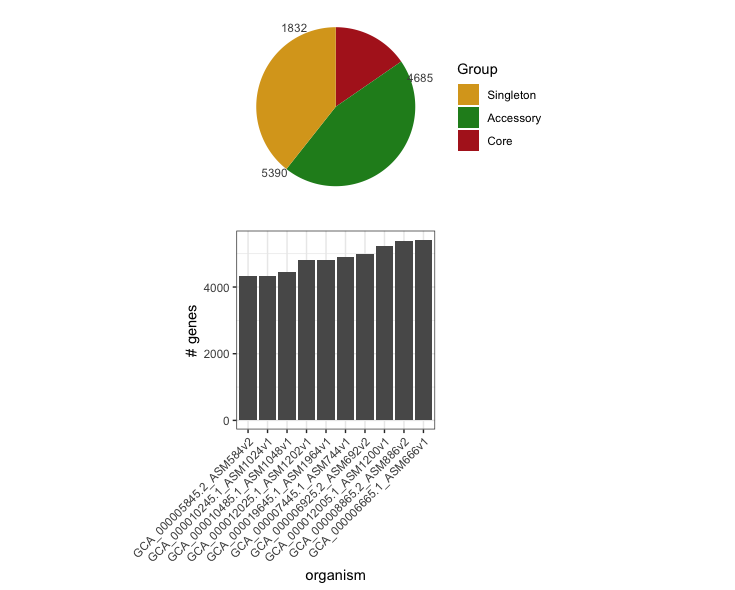 1832
4685
5390
Group
Singleton
Accessory
Core
# genes
4000
2000
0
GCA_000005845.2_ASM584v2
GCA_000010245.1_ASM1024v1
GCA_000010485.1_ASM1048v1
GCA_000012025.1_ASM1202v1
GCA_000019645.1_ASM1964v1
GCA_000007445.1_ASM744v1
GCA_000006925.2_ASM692v2
GCA_000012005.1_ASM1200v1
GCA_000008865.2_ASM886v2
GCA_000006665.1_ASM666v1
organism